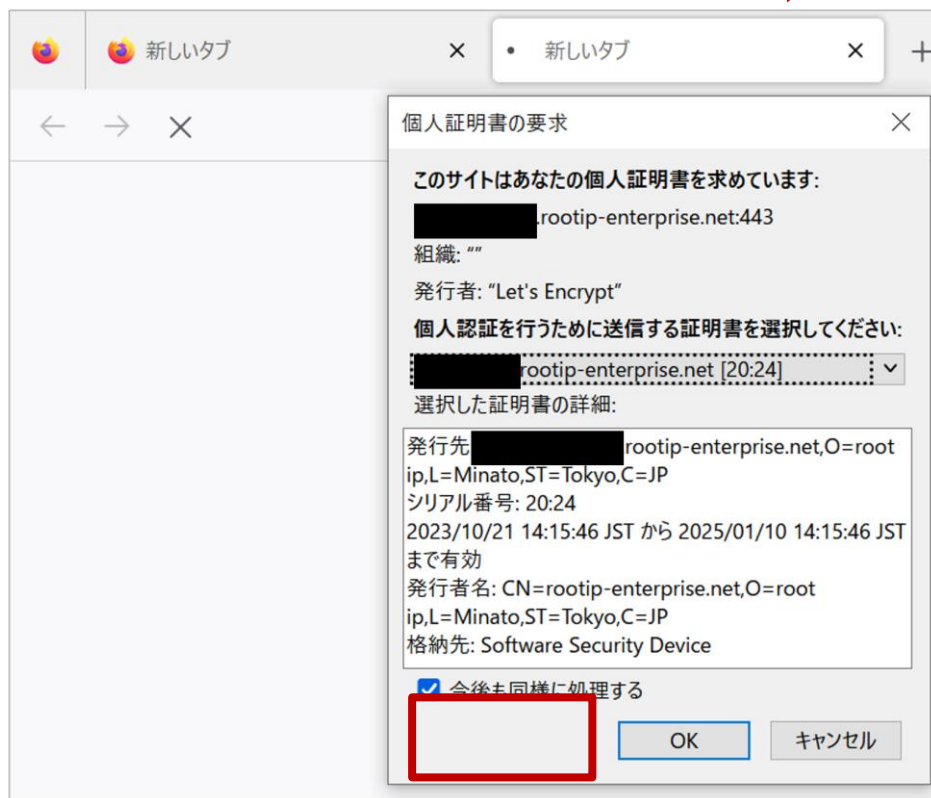 新しいタブ
新しいタブ
個人証明書の要求
このサイトはあなたの個人証明書を求めています:
.rootip-enterprise.net:443
組織: “”
発行者: “Let's Encrypt”
個人認証を行うために送信する証明書を選択してください:
rootip-enterprise.net [20:24]
選択した証明書の詳細:
発行先 rootip-enterprise.net,O=root
ip,L=Minato,ST=Tokyo,C=JP
シリアル番号: 20:24
2023/10/21 14:15:46 JST から 2025/01/10 14:15:46 JST
まで有効
発行者名: CN=rootip-enterprise.net,O=root
ip,L=Minato,ST=Tokyo,C=JP
格納先: Software Security Device
今後も同様に処理する
OK キャンセル